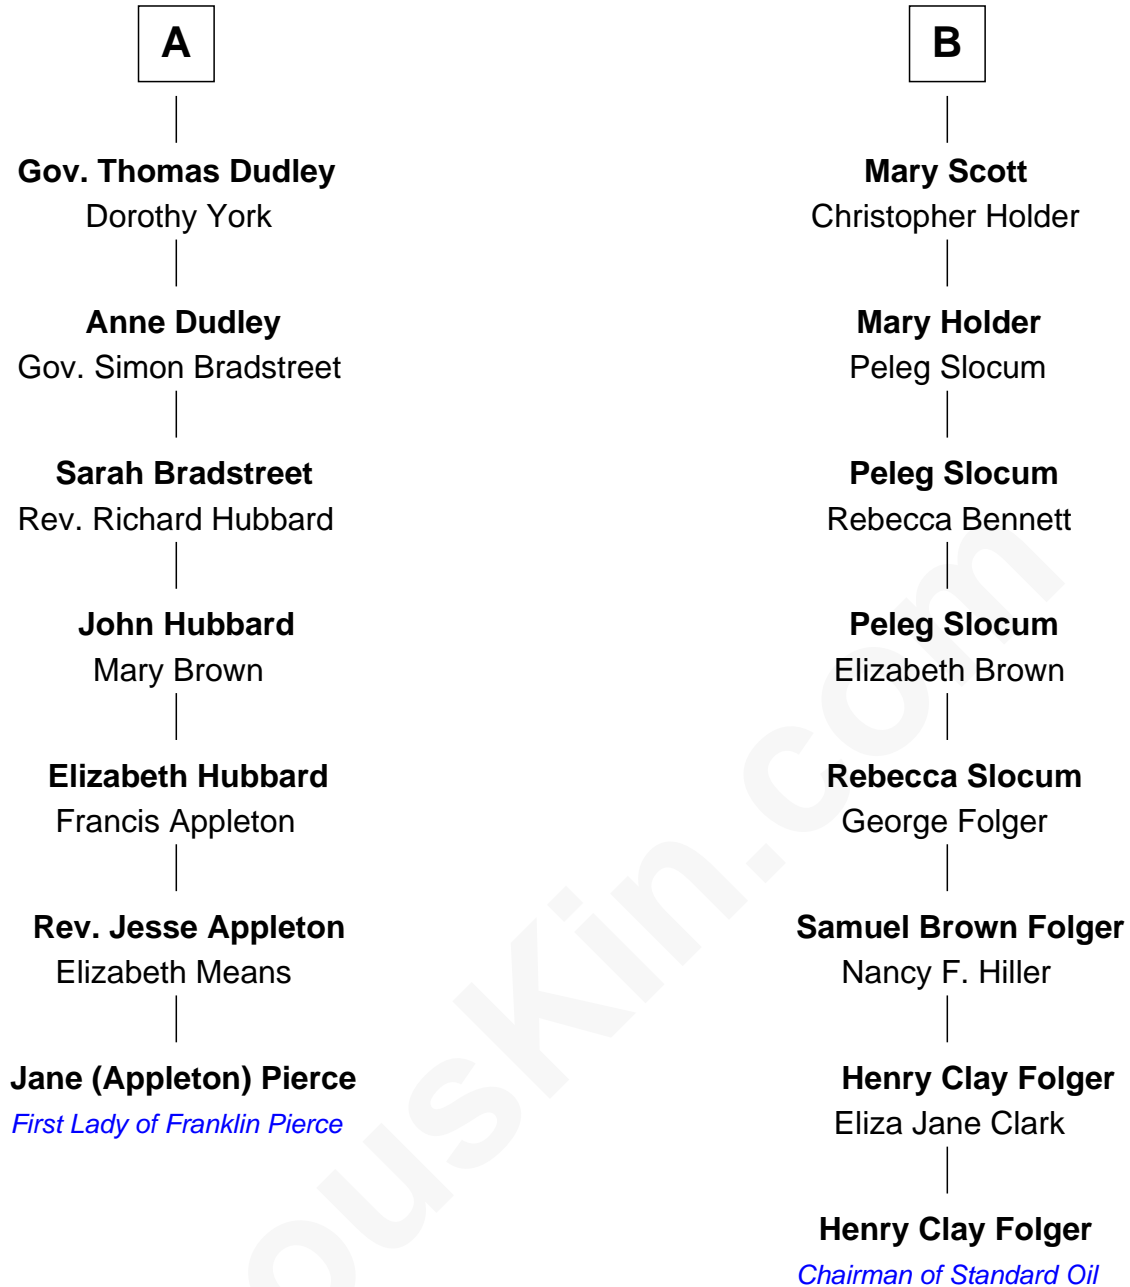 A
Gov. Thomas Dudley
Dorothy York
Anne Dudley
Gov. Simon Bradstreet
Sarah Bradstreet
Rev. Richard Hubbard
John Hubbard
Mary Brown
Elizabeth Hubbard
Francis Appleton
Rev. Jesse Appleton
Elizabeth Means
Jane (Appleton) Pierce
First Lady of Franklin Pierce
B
Mary Scott
Christopher Holder
Mary Holder
Peleg Slocum
Peleg Slocum
Rebecca Bennett
Peleg Slocum
Elizabeth Brown
Rebecca Slocum
George Folger
Samuel Brown Folger
Nancy F. Hiller
Henry Clay Folger
Eliza Jane Clark
Henry Clay Folger
Chairman of Standard Oil
ousKin.com